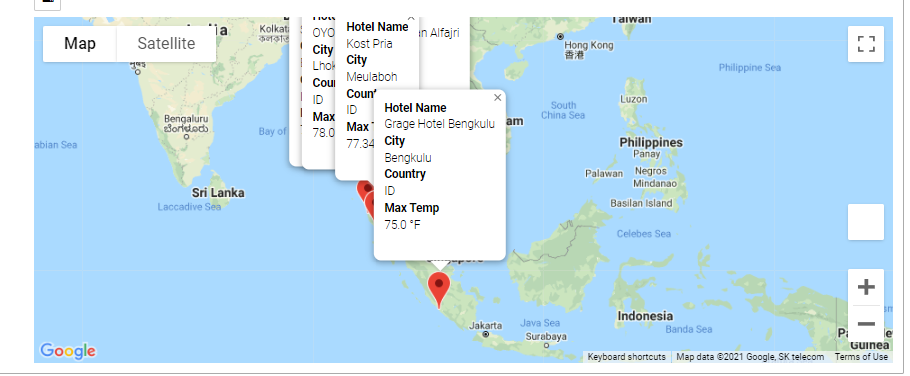 Map
Satellite
Kolkata
OYO
an Alfajri
City
Lhok
Coun
ID
Max
78.0
Hotel Name
Kost Pria
City
Meulaboh
Country
ID
Max T
77.34
Hotel Name
Grage Hotel Bengkulu
City
Bengkulu
Country
ID
Max Temp
75.0 °F
Taiwan
Hong Kong
香港
Philippine Sea
Luzon
South
China Sea
Philippines
Panay
Palawan
Negros
Mindanao
Basilan Island
Celebes Sea
Bengaluru
ಬೆಂಗಳೂರು
Bay of
abian Sea
Sri Lanka
Laccadive Sea
am
Singapore
Jakarta
Java Sea
Surabaya
Indonesia
Banda Sea
Guinea
Google
Keyboard shortcuts
Map data ©2021 Google, SK telecom
Terms of Use